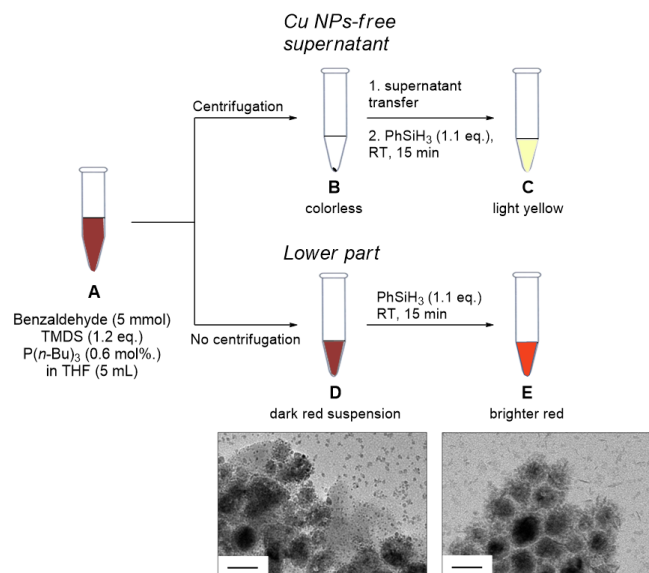 Cu NPs-free
supernatant
Centrifugation
1. supernatant
transfer
2. PhSiH3 (1.1 eq.),
RT, 15 min
B
colorless
C
light yellow
A
Benzaldehyde (5 mmol)
TMDS (1.2 eq.)
P(n-Bu)3 (0.6 mol%.)
in THF (5 mL)
Lower part
No centrifugation
PhSiH3 (1.1 eq.)
RT, 15 min
D
dark red suspension
E
brighter red